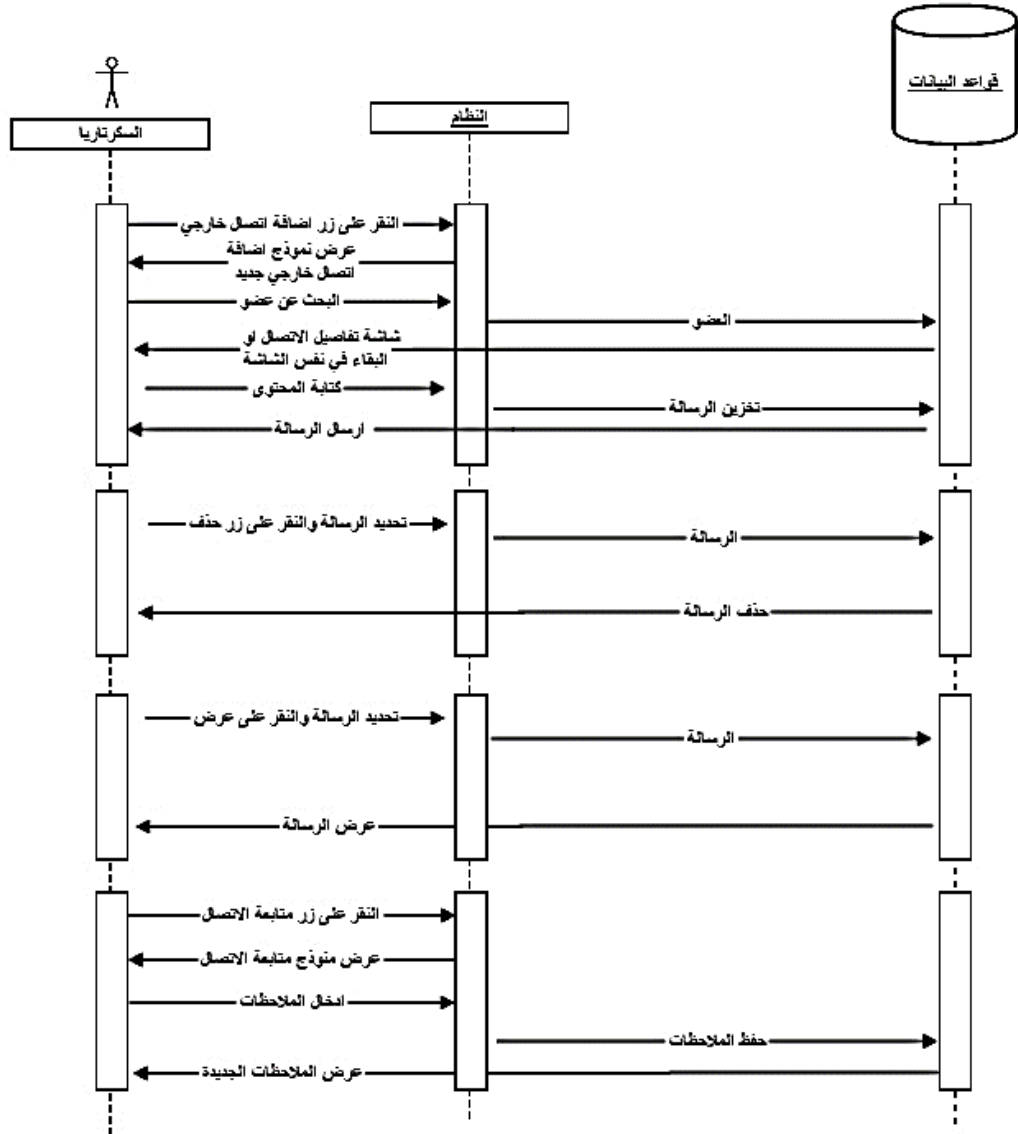 قواعد البيانات
النظام
السكرتاريا
النقر على زر اضافة اتصال خارجي
عرض نموذج اضافة
اتصال خارجي جديد
البحث عن عضو
العضو
شاشة تفاصيل الاتصال او
البقاء في نفس الشاشة
كتابة المحتوى
تخزين الرسالة
ارسال الرسالة
تحديد الرسالة والنقر على زر حذف
الرسالة
حذف الرسالة
تحديد الرسالة والنقر على عرض
الرسالة
عرض الرسالة
النقر على زر متابعة الاتصال
عرض منوذج متابعة الاتصال
ادخال الملاحظات
حفظ الملاحظات
عرض الملاحظات الجديدة